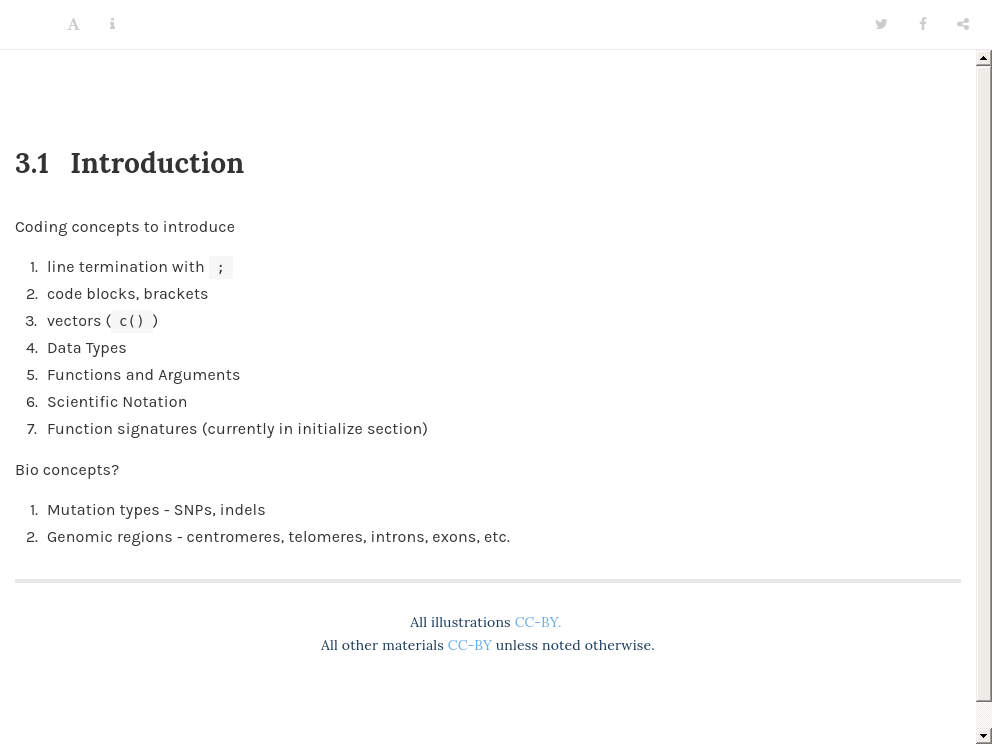 3.1 Introduction
Coding concepts to introduce
1. line termination with ;
2. code blocks, brackets
3. vectors ( c() )
4. Data Types
5. Functions and Arguments
6. Scientific Notation
7. Function signatures (currently in initialize section)
Bio concepts?
1. Mutation types - SNPs, indels
2. Genomic regions - centromeres, telomeres, introns, exons, etc.
All illustrations CC-BY.
All other materials CC-BY unless noted otherwise.